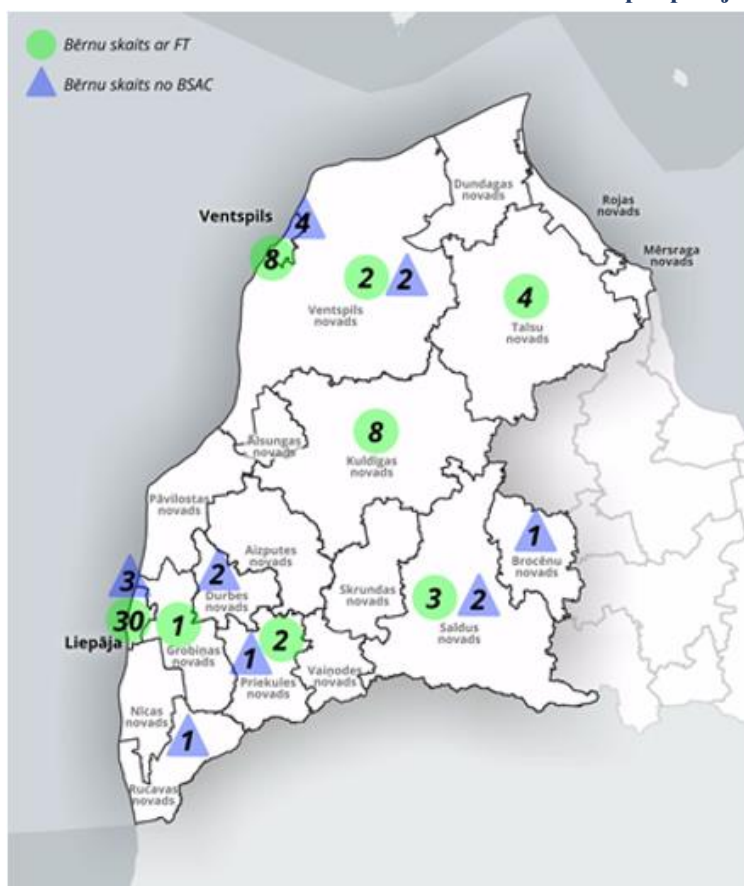 Bērnu skaits ar FT
Bērnu skaits no BSAC
Dundagas
novads
Rojas
novads
Ventspils
4
Mērsraga
novads
8
2
2
4
Ventspils
novads
Talsu
novads
8
Alsungas
novads
Kuldīgas
novads
Pāvilostas
novads
1
Aizputes
novads
Brocēnu
novads
3
2
Durbes
novads
Skrundas
novads
3
2
30
1
Saldus
novads
Liepāja
2
Grobiņas
novads
1
Priekules
novads
Vaiņodes
novads
Nīcas
novads
1
Rucavas
novads